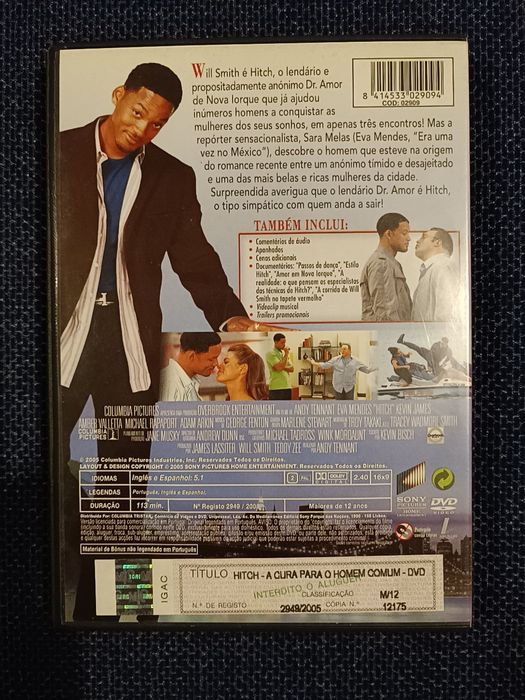 Will Smith é Hitch, o lendário e
propositadamente anónimo Dr. Amor
de Nova Iorque que já ajudou
inúmeros homens a conquistar as
mulheres dos seus sonhos, em apenas três encontros! Mas a
repórter sensacionalista, Sara Melas (Eva Mendes, "Era uma
vez no México"), descobre o homem que esteve na origem
do romance recente entre um anónimo tímido e desajeitado
e uma das mais belas e ricas mulheres da cidade.
Surpreendida averigua que o lendário Dr. Amor é Hitch,
o tipo simpático com quem anda a sair!
8 414533 029094
COD: 02909
TAMBÉM INCLUI:
• Comentários de áudio
• Apanhados
• Cenas adicionais
• Documentários: "Passos de dança", "Estilo
Hitch", "Amor em Nova Iorque", "A
realidade: o que pensam os especialistas
das técnicas de Hitch?", "A corrida de Will
Smith no tapete vermelho"
• Videoclip musical
• Trailers promocionais
COLUMBIA PICTURES OVERBROOK ENTERTAINMENT ANDY TENNANT EVA MENDES "HITCH" KEVIN JAMES
AMBER VALLETTA MICHAEL RAPAPORT ADAM ARKIN GEORGE FENTON MARLENE STEWART TROY TAKAKI TRACEY WADMORE-SMITH
JANE MUSKY ANDREW DUNN MICHAEL TADROSS WINK MORDAUNT KEVIN BISCH
JAMES LASSITER WILL SMITH TEDDY ZEE ANDY TENNANT
COLUMBIA
PICTURES
© 2005 Columbia Pictures Industries, Inc. Reservados Todos os Direitos.
LAYOUT & DESIGN COPYRIGHT © 2005 SONY PICTURES HOME ENTERTAINMENT. Reservados Todos os Direitos.
IDIOMAS Inglês e Espanhol: 5.1 2 PAL DOLBY 2.40 16x9
LEGENDAS Português, Inglês e Espanhol.
DURAÇÃO 113 min. Nº Registo 2949 / 2005 Maiores de 12 anos
SONY
PICTURES
HOME
DVD
VIDEO
Material de Bónus não legendado em Português
IGAC
TÍTULO HITCH - A CURA PARA O HOMEM COMUM - DVD
INTERDITO O ALUGUER
CLASSIFICAÇÃO M/12
N.º DE REGISTO 2949/2005 CÓPIA N.º 12175